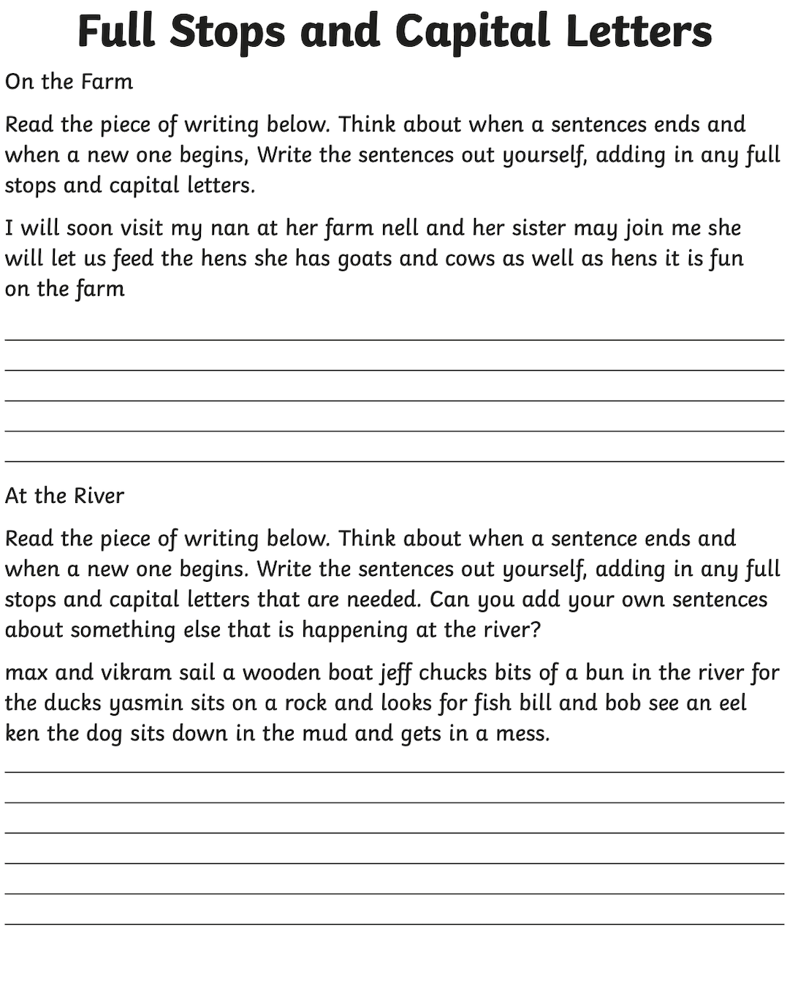 Full Stops and Capital Letters
On the Farm
Read the piece of writing below. Think about when a sentences ends and
when a new one begins, Write the sentences out yourself, adding in any full
stops and capital letters.
I will soon visit my nan at her farm nell and her sister may join me she
will let us feed the hens she has goats and cows as well as hens it is fun
on the farm
At the River
Read the piece of writing below. Think about when a sentence ends and
when a new one begins. Write the sentences out yourself, adding in any full
stops and capital letters that are needed. Can you add your own sentences
about something else that is happening at the river?
max and vikram sail a wooden boat jeff chucks bits of a bun in the river for
the ducks yasmin sits on a rock and looks for fish bill and bob see an eel
ken the dog sits down in the mud and gets in a mess.